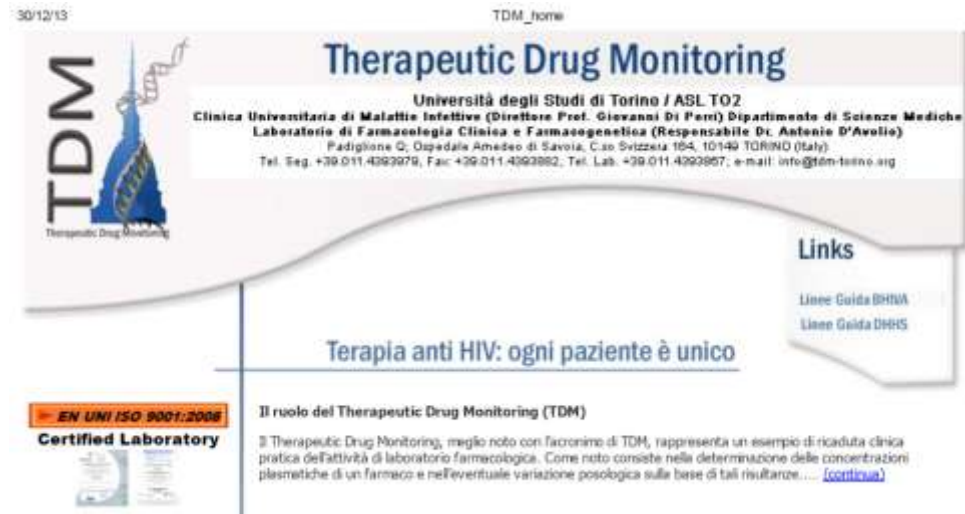 30/12/13
TDM_home
TDM
Therapeutic Drug Monitoring
Therapeutic Drug Monitoring
Università degli Studi di Torino / ASL TO2
Clinica Universitaria di Malattie Infettive (Direttore Prof. Giovanni Di Perri) Dipartimento di Scienze Mediche
Laboratorio di Farmacologia Clinica e Farmacogenetica (Responsabile Dr. Antonio D'Avolio)
Padiglione Q; Ospedale Amedeo di Savoia, C.so Svizzera 164, 10149 TORINO (Italy)
Tel. Seg. +39.011.4393979, Fax: +39.011.4393882, Tel. Lab. +39.011.4393867; e-mail: info@tdm-torino.org
Links
Linee Guida BHIVA
Linee Guida DHHS
Terapia anti HIV: ogni paziente è unico
EN UNI ISO 9001:2008
Certified Laboratory
Il ruolo del Therapeutic Drug Monitoring (TDM)
Il Therapeutic Drug Monitoring, meglio noto con l'acronimo di TDM, rappresenta un esempio di ricaduta clinica
pratica dell'attività di laboratorio farmacologica. Come noto consiste nella determinazione delle concentrazioni
plasmatiche di un farmaco e nell'eventuale variazione posologica sulla base di tali risultanze..... (continua)